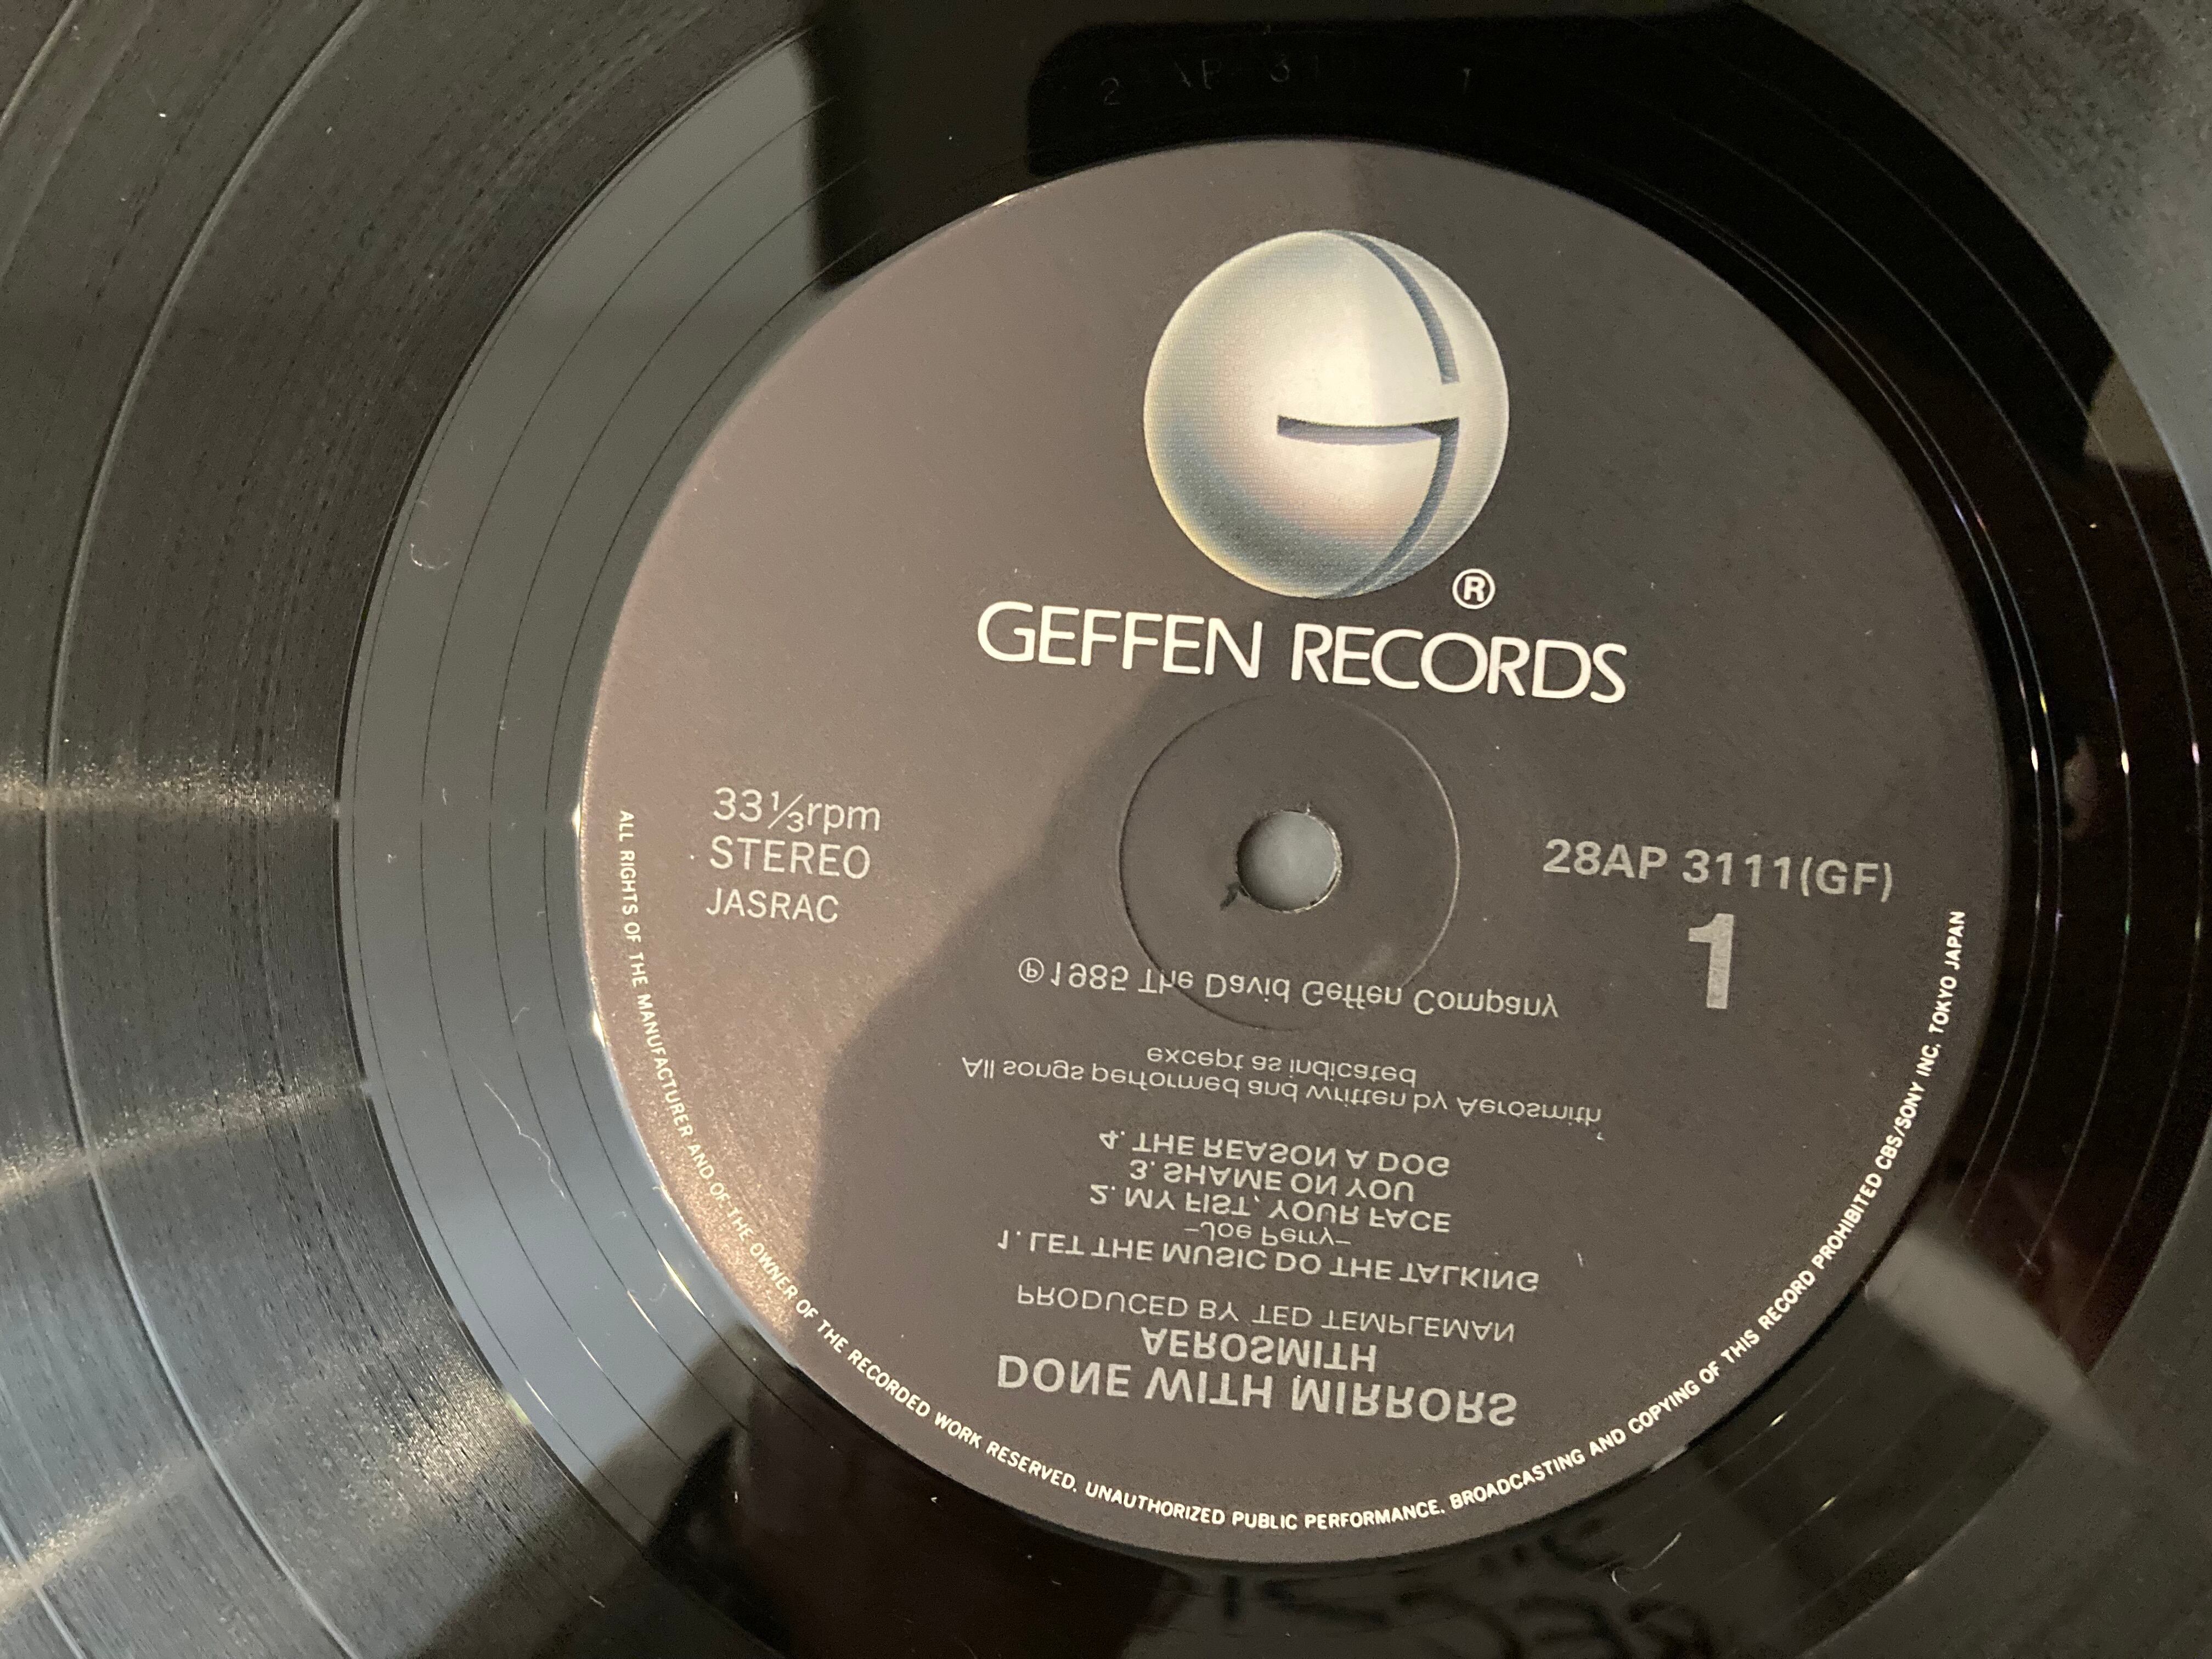 GEFFEN RECORDS
®
33⅓rpm
STEREO
JASRAC
28AP 3111(GF)
1
℗1985 The David Geffen Company
except as indicated
All songs performed and written by Aerosmith
4. THE REASON A DOG
3. SHAME ON YOU
2. MY FIST, YOUR FACE
–Joe Perry–
1. LET THE MUSIC DO THE TALKING
PRODUCED BY TED TEMPLEMAN
AEROSMITH
DONE WITH MIRRORS
ALL RIGHTS OF THE MANUFACTURER AND OF THE OWNER OF THE RECORDED WORK RESERVED. UNAUTHORIZED PUBLIC PERFORMANCE. BROADCASTING AND COPYING OF THIS RECORD PROHIBITED CBS/SONY INC. TOKYO JAPAN